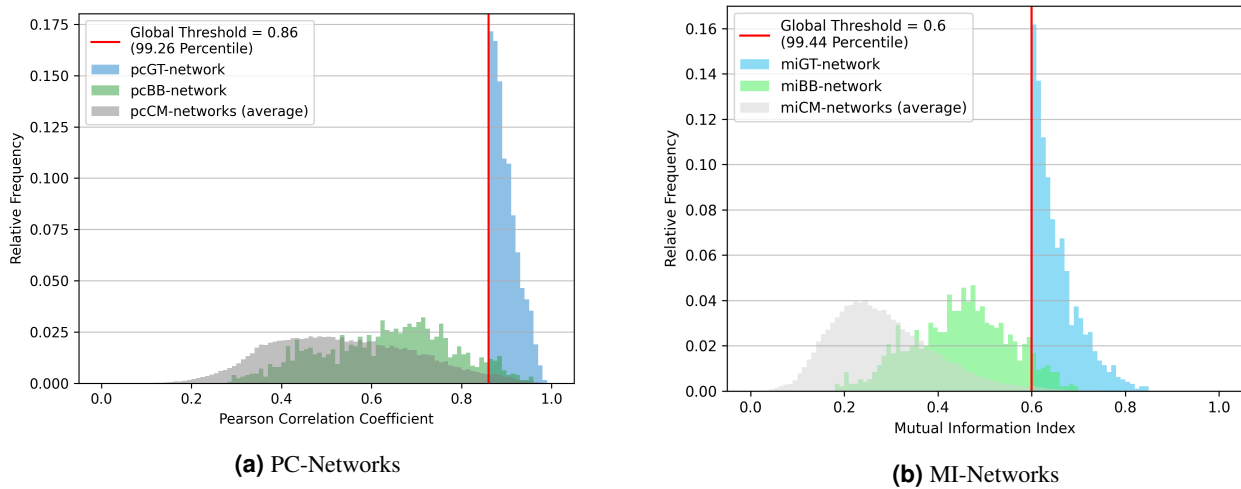 Global Threshold = 0.86
(99.26 Percentile)
pcGT-network
pcBB-network
pcCM-networks (average)
Relative Frequency
0.175
0.150
0.125
0.100
0.075
0.050
0.025
0.000
0.0 0.2 0.4 0.6 0.8 1.0
Pearson Correlation Coefficient
(a) PC-Networks
Global Threshold = 0.6
(99.44 Percentile)
miGT-network
miBB-network
miCM-networks (average)
Relative Frequency
0.16
0.14
0.12
0.10
0.08
0.06
0.04
0.02
0.00
0.0 0.2 0.4 0.6 0.8 1.0
Mutual Information Index
(b) MI-Networks